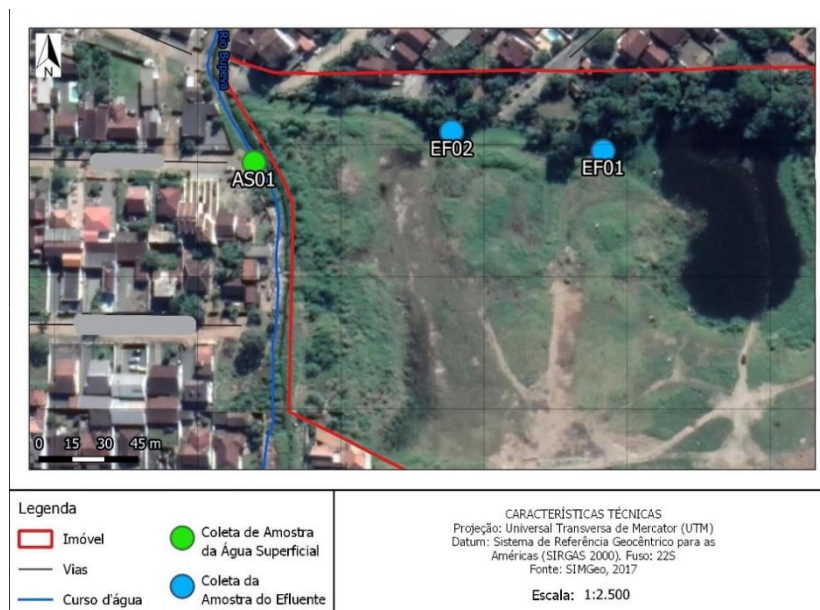 N
Rio Bupeva
EF02
EF01
AS01
0 15 30 45 m
Legenda
Imóvel
Vias
Curso d'água
Coleta de Amostra
da Água Superficial
Coleta da
Amostra do Efluente
CARACTERÍSTICAS TÉCNICAS
Projeção: Universal Transversa de Mercator (UTM)
Datum: Sistema de Referência Geocêntrico para as
Américas (SIRGAS 2000). Fuso: 22S
Fonte: SIMGeo, 2017
Escala: 1:2.500